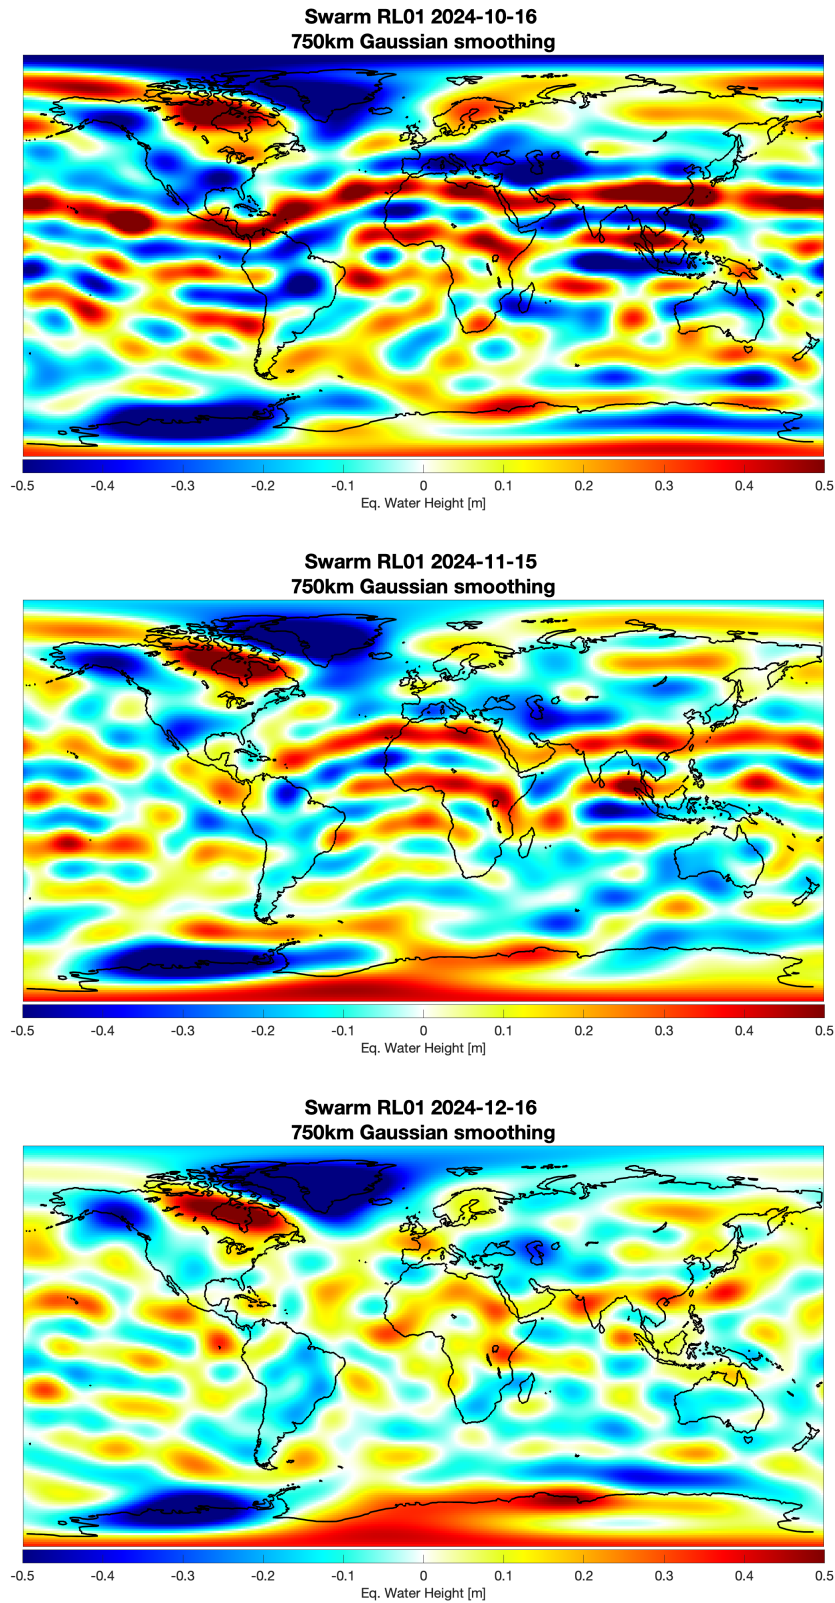 Swarm RL01 2024-10-16
750km Gaussian smoothing
-0.5 -0.4 -0.3 -0.2 -0.1 0 0.1 0.2 0.3 0.4 0.5
Eq. Water Height [m]
Swarm RL01 2024-11-15
750km Gaussian smoothing
-0.5 -0.4 -0.3 -0.2 -0.1 0 0.1 0.2 0.3 0.4 0.5
Eq. Water Height [m]
Swarm RL01 2024-12-16
750km Gaussian smoothing
-0.5 -0.4 -0.3 -0.2 -0.1 0 0.1 0.2 0.3 0.4 0.5
Eq. Water Height [m]